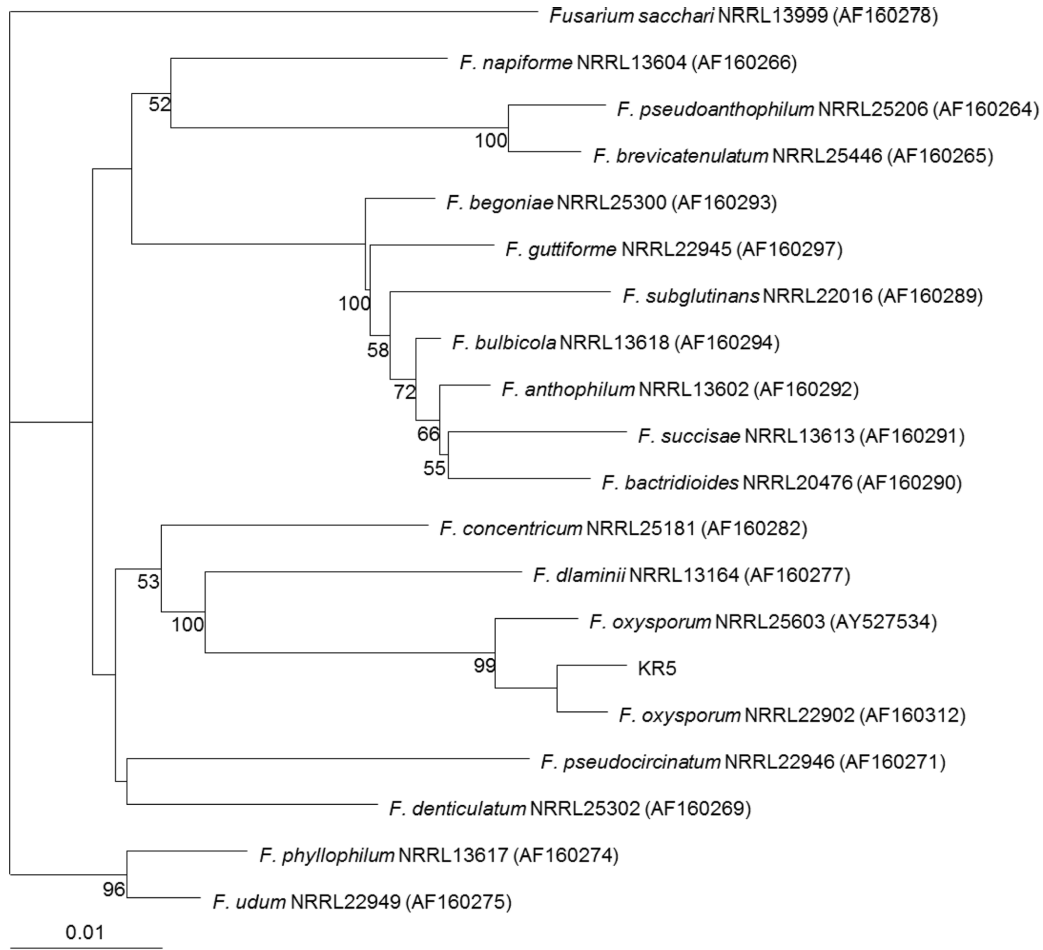 Fusarium sacchari NRRL13999 (AF160278)
F. napiforme NRRL13604 (AF160266)
52
F. pseudoanthophilum NRRL25206 (AF160264)
100
F. brevicatenulatum NRRL25446 (AF160265)
F. begoniae NRRL25300 (AF160293)
F. guttiforme NRRL22945 (AF160297)
100
F. subglutinans NRRL22016 (AF160289)
58
F. bulbicola NRRL13618 (AF160294)
72
F. anthophilum NRRL13602 (AF160292)
66
F. succisae NRRL13613 (AF160291)
55
F. bactridioides NRRL20476 (AF160290)
F. concentricum NRRL25181 (AF160282)
53
F. dlaminii NRRL13164 (AF160277)
100
F. oxysporum NRRL25603 (AY527534)
99
KR5
F. oxysporum NRRL22902 (AF160312)
F. pseudocircinatum NRRL22946 (AF160271)
F. denticulatum NRRL25302 (AF160269)
F. phyllophilum NRRL13617 (AF160274)
96
F. udum NRRL22949 (AF160275)
0.01